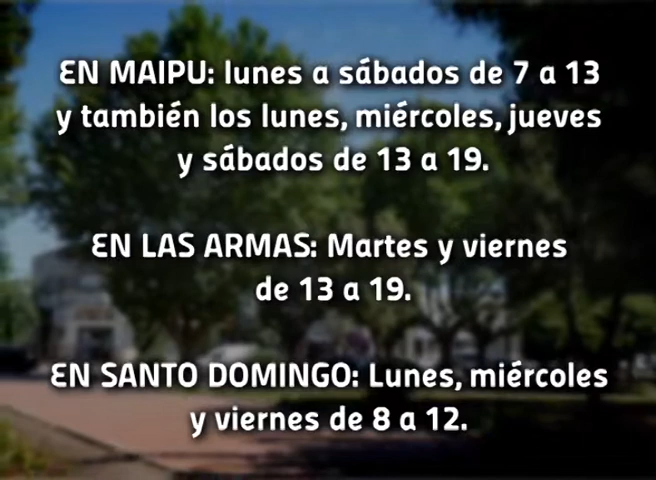 EN MAIPU: lunes a sábados de 7 a 13
y también los lunes, miércoles, jueves
y sábados de 13 a 19.
EN LAS ARMAS: Martes y viernes
de 13 a 19.
EN SANTO DOMINGO: Lunes, miércoles
y viernes de 8 a 12.